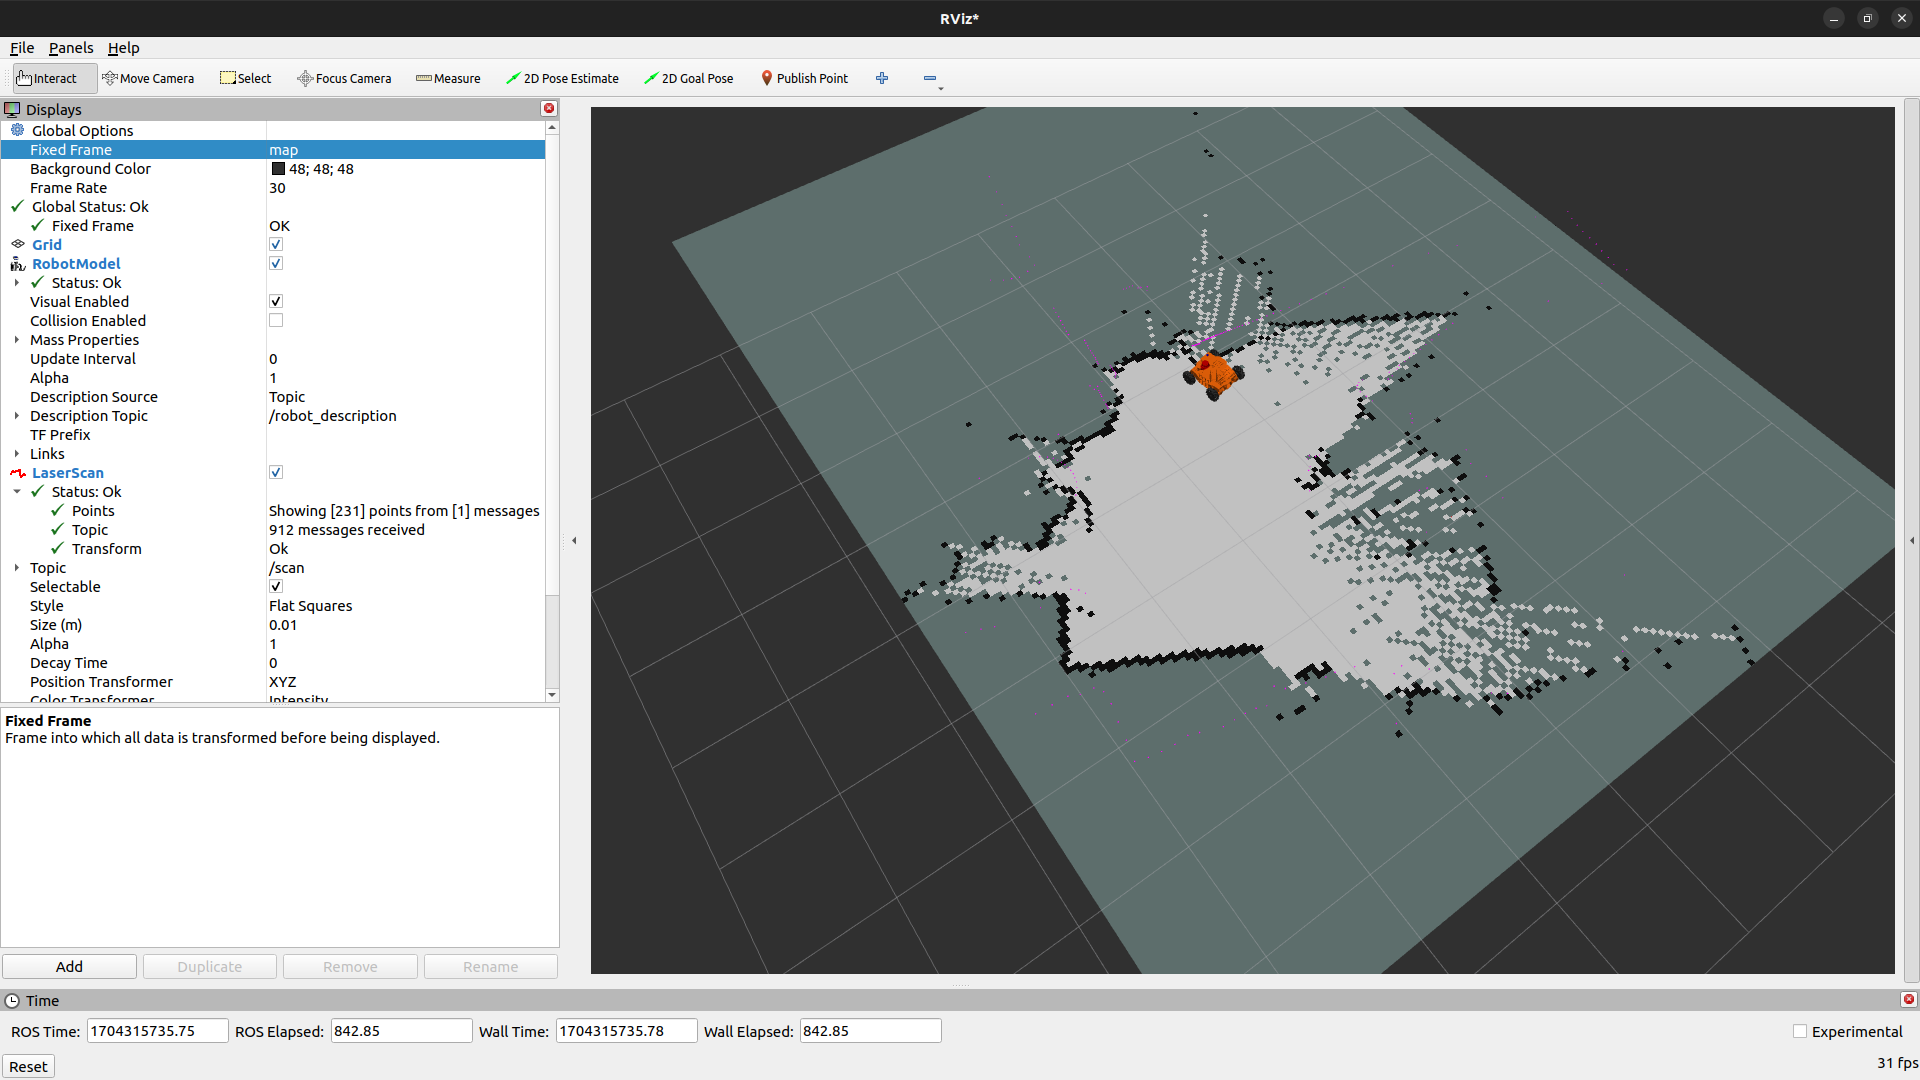 RViz*
File Panels Help
Interact Move Camera Select Focus Camera Measure 2D Pose Estimate 2D Goal Pose Publish Point
Displays
Global Options
Fixed Frame map
Background Color 48; 48; 48
Frame Rate 30
Global Status: Ok
Fixed Frame OK
Grid
RobotModel
Status: Ok
Visual Enabled
Collision Enabled
Mass Properties
Update Interval 0
Alpha 1
Description Source Topic
Description Topic /robot_description
TF Prefix
Links
LaserScan
Status: Ok
Points Showing [231] points from [1] messages
Topic 912 messages received
Transform Ok
Topic /scan
Selectable
Style Flat Squares
Size (m) 0.01
Alpha 1
Decay Time 0
Position Transformer XYZ
Color Transformer Intensity
Fixed Frame
Frame into which all data is transformed before being displayed.
Add Duplicate Remove Rename
Time
ROS Time: 1704315735.75 ROS Elapsed: 842.85 Wall Time: 1704315735.78 Wall Elapsed: 842.85 Experimental
Reset 31 fps